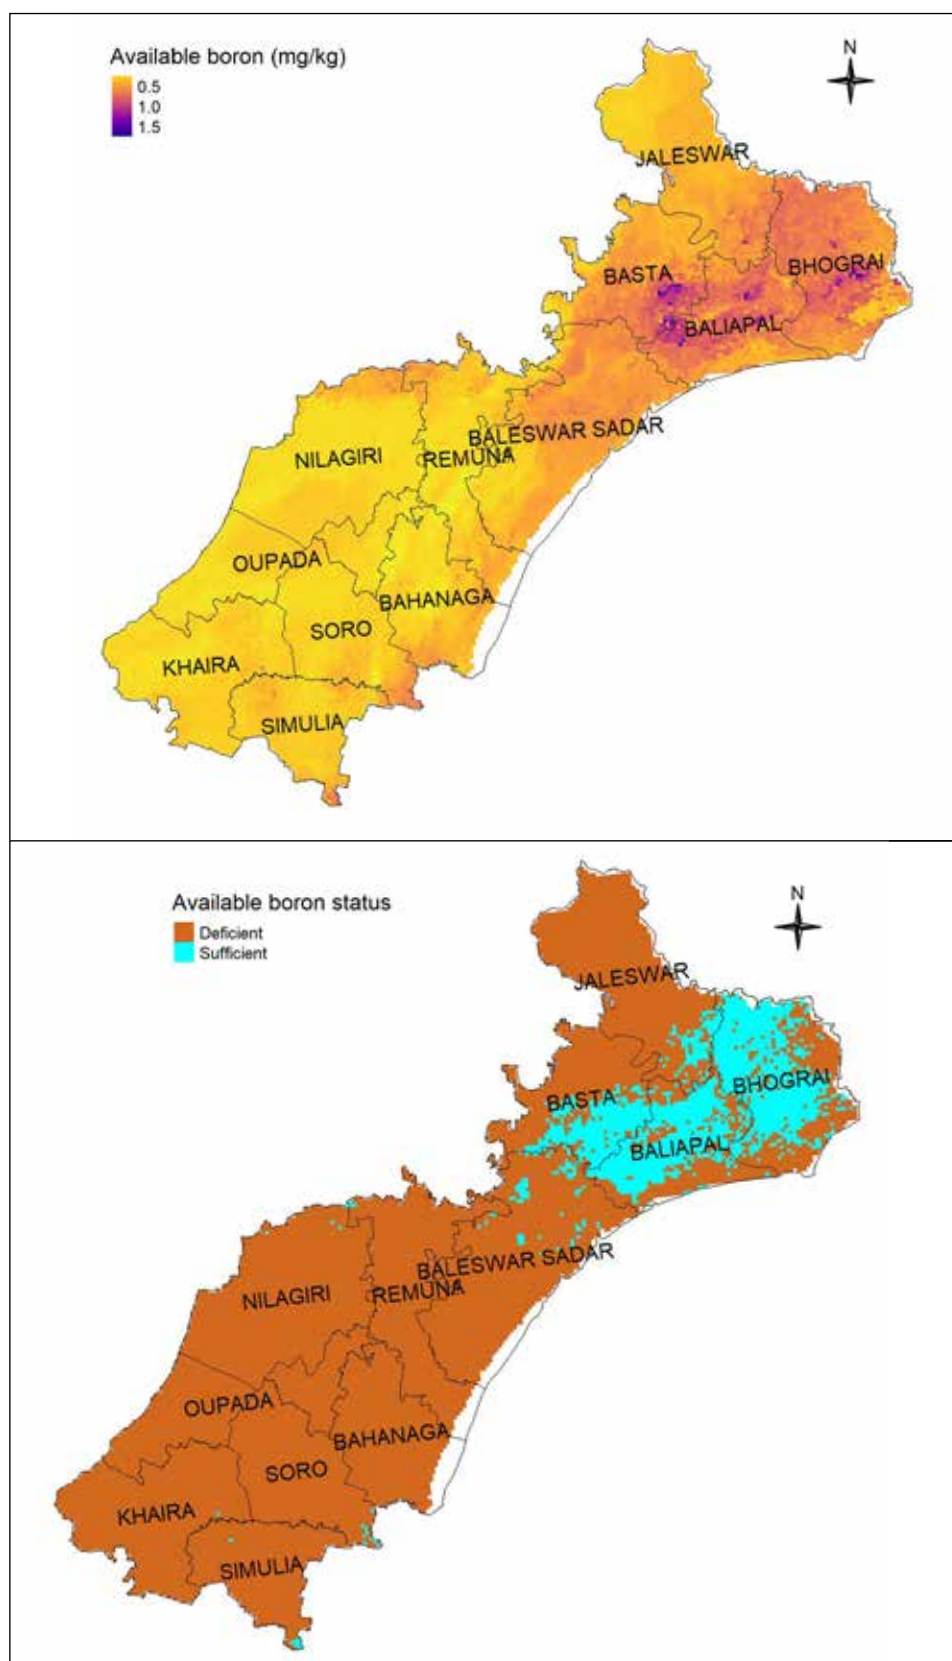 Available boron (mg/kg)
0.5
1.0
1.5
N
JALESWAR
BASTA
BHOGRAI
BALIAPAL
BALESWAR SADAR
NILAGIRI
REMUNA
OUPADA
BAHANAGA
SORO
KHAIRA
SIMULIA
Available boron status
Deficient
Sufficient
N
JALESWAR
BASTA
BHOGRAI
BALIAPAL
BALESWAR SADAR
NILAGIRI
REMUNA
OUPADA
BAHANAGA
SORO
KHAIRA
SIMULIA